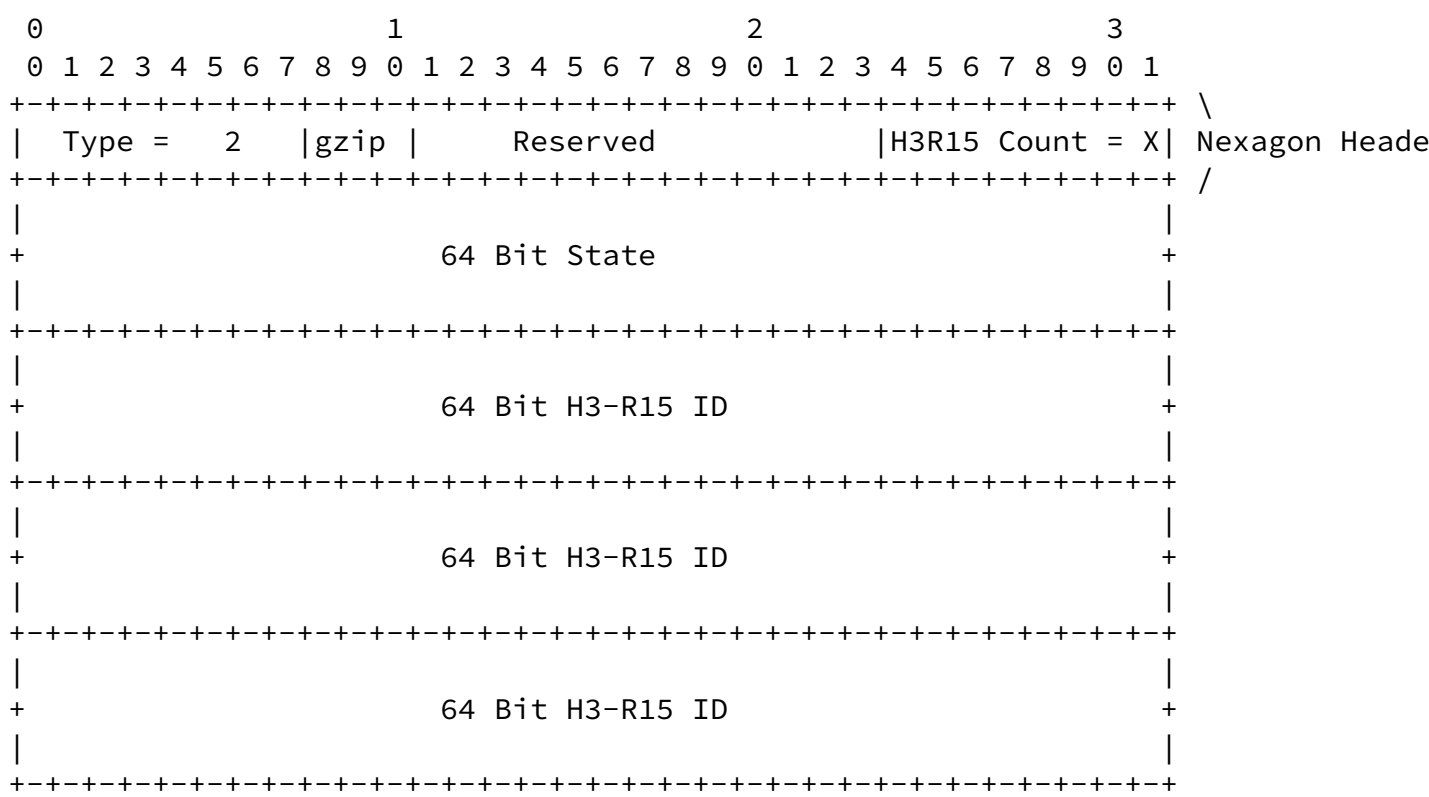 0                   1                   2                   3
 0 1 2 3 4 5 6 7 8 9 0 1 2 3 4 5 6 7 8 9 0 1 2 3 4 5 6 7 8 9 0 1
+-+-+-+-+-+-+-+-+-+-+-+-+-+-+-+-+-+-+-+-+-+-+-+-+-+-+-+-+-+-+-+-+ \
|  Type =   2   |gzip |     Reserved            |H3R15 Count = X| Nexagon Heade
+-+-+-+-+-+-+-+-+-+-+-+-+-+-+-+-+-+-+-+-+-+-+-+-+-+-+-+-+-+-+-+-+ /
|                                                               |
+                       64 Bit State                            +
|                                                               |
+-+-+-+-+-+-+-+-+-+-+-+-+-+-+-+-+-+-+-+-+-+-+-+-+-+-+-+-+-+-+-+-+
|                                                               |
+                       64 Bit H3-R15 ID                        +
|                                                               |
+-+-+-+-+-+-+-+-+-+-+-+-+-+-+-+-+-+-+-+-+-+-+-+-+-+-+-+-+-+-+-+-+
|                                                               |
+                       64 Bit H3-R15 ID                        +
|                                                               |
+-+-+-+-+-+-+-+-+-+-+-+-+-+-+-+-+-+-+-+-+-+-+-+-+-+-+-+-+-+-+-+-+
|                                                               |
+                       64 Bit H3-R15 ID                        +
|                                                               |
+-+-+-+-+-+-+-+-+-+-+-+-+-+-+-+-+-+-+-+-+-+-+-+-+-+-+-+-+-+-+-+-+